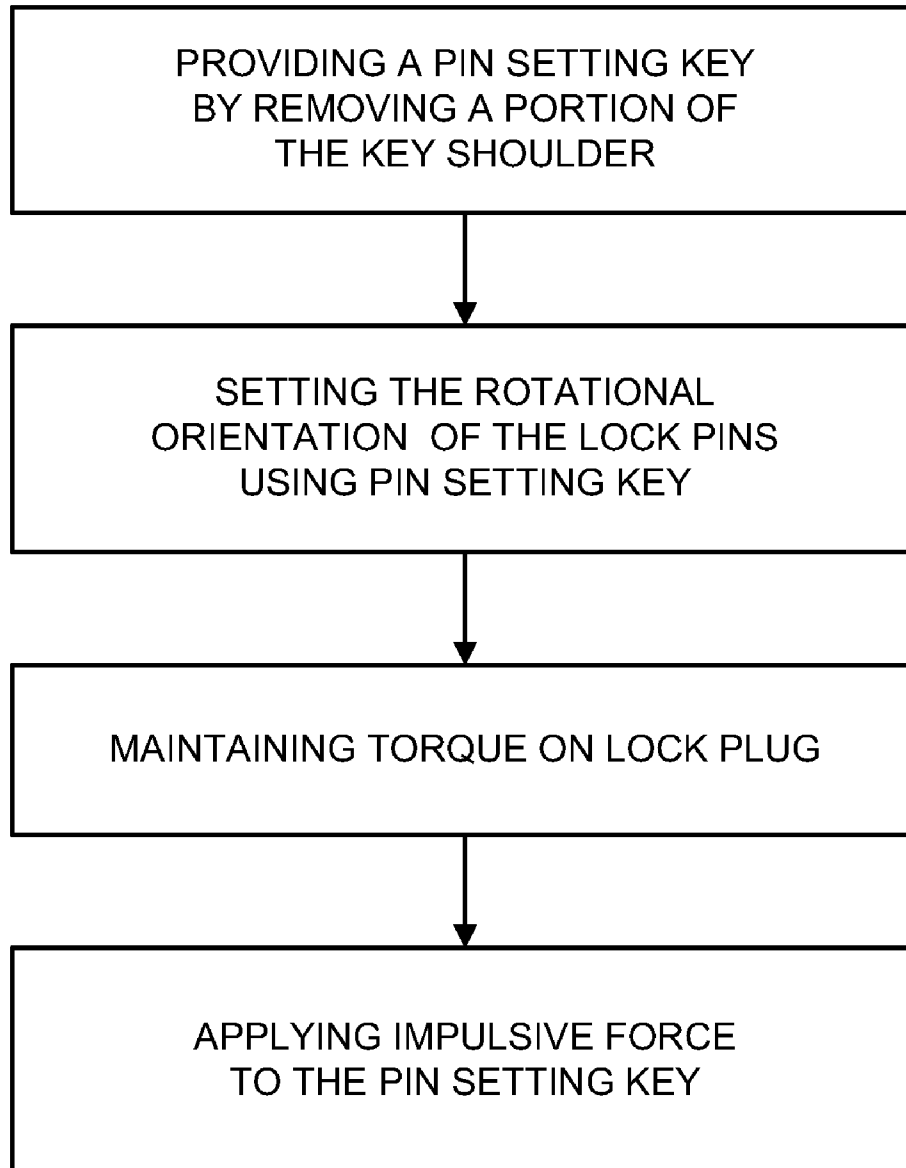 PROVIDING A PIN SETTING KEY
BY REMOVING A PORTION OF
THE KEY SHOULDER
SETTING THE ROTATIONAL
ORIENTATION OF THE LOCK PINS
USING PIN SETTING KEY
MAINTAINING TORQUE ON LOCK PLUG
APPLYING IMPULSIVE FORCE
TO THE PIN SETTING KEY